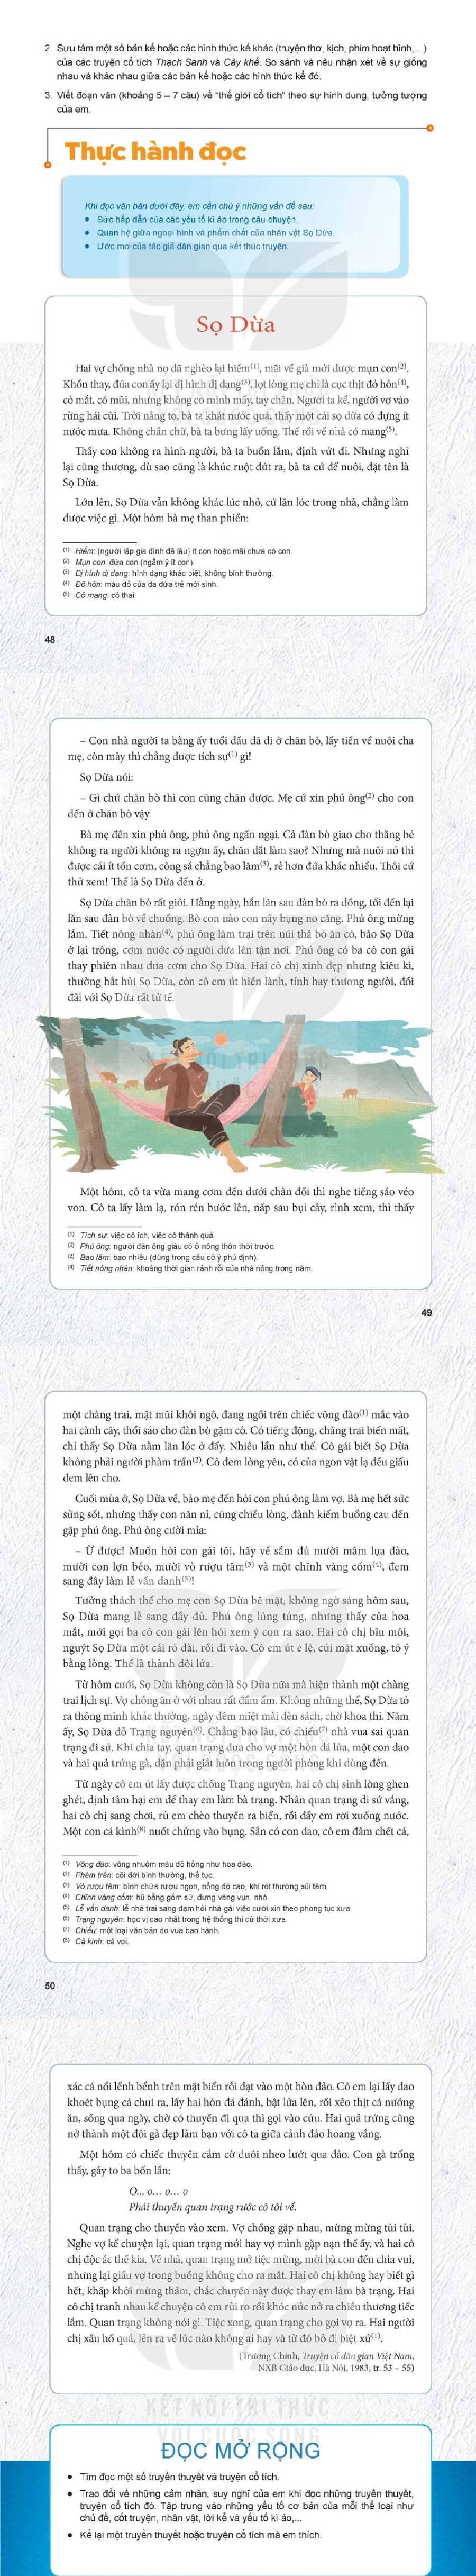 2. Sưu tầm một số bản kể hoặc các hình thức kể khác (truyện thơ, kịch, phim hoạt hình,...)
của các truyện cổ tích Thạch Sanh và Cây khế. So sánh và nêu nhận xét về sự giống
nhau và khác nhau giữa các bản kể hoặc các hình thức kể đó.
3. Viết đoạn văn (khoảng 5 – 7 câu) về "thế giới cổ tích" theo sự hình dung, tưởng tượng
của em.
Thực hành đọc
Khi đọc văn bản dưới đây, em cần chú ý những vấn đề sau:
• Sức hấp dẫn của các yếu tố kì ảo trong câu chuyện.
• Quan hệ giữa ngoại hình và phẩm chất của nhân vật Sọ Dừa.
• Ước mơ của tác giả dân gian qua kết thúc truyện.
Sọ Dừa
Hai vợ chồng nhà nọ đã nghèo lại hiếm(1), mãi về già mới được mụn con(2).
Khốn thay, đứa con ấy lại dị hình dị dạng(3), lọt lòng mẹ chỉ là cục thịt đỏ hỏn(4),
có mắt, có mũi, nhưng không có mình mẩy, tay chân. Người ta kể, người vợ vào
rừng hái củi. Trời nắng to, bà ta khát nước quá, thấy một cái sọ dừa có đựng ít
nước mưa. Không chần chừ, bà ta bưng lấy uống. Thế rồi về nhà có mang(5).
Thấy con không ra hình người, bà ta buồn lắm, định vứt đi. Nhưng nghĩ
lại cũng thương, dù sao cũng là khúc ruột đứt ra, bà ta cứ để nuôi, đặt tên là
Sọ Dừa.
Lớn lên, Sọ Dừa vẫn không khác lúc nhỏ, cứ lăn lóc trong nhà, chẳng làm
được việc gì. Một hôm bà mẹ than phiền:
(1) Hiếm: (người lập gia đình đã lâu) ít con hoặc mãi chưa có con.
(2) Mụn con: đứa con (ngầm ý ít con).
(3) Dị hình dị dạng: hình dạng khác biệt, không bình thường.
(4) Đỏ hỏn: màu đỏ của da đứa trẻ mới sinh.
(5) Có mang: có thai.
48
– Con nhà người ta bằng ấy tuổi đầu đã đi ở chăn bò, lấy tiền về nuôi cha
mẹ, còn mày thì chẳng được tích sự(1) gì!
Sọ Dừa nói:
– Gì chứ chăn bò thì con cũng chăn được. Mẹ cứ xin phú ông(2) cho con
đến ở chăn bò vậy.
Bà mẹ đến xin phú ông, phú ông ngần ngại. Cả đàn bò giao cho thằng bé
không ra người không ra ngợm ấy, chăn dắt làm sao? Nhưng mà nuôi nó thì
được cái ít tốn cơm, công sá chẳng bao lăm(3), rẻ hơn đứa khác nhiều. Thôi cứ
thử xem! Thế là Sọ Dừa đến ở.
Sọ Dừa chăn bò rất giỏi. Hằng ngày, hắn lăn sau đàn bò ra đồng, tối đến lại
lăn sau đàn bò về chuồng. Bò con nào con nấy bụng no căng. Phú ông mừng
lắm. Tiết nông nhàn(4), phú ông làm trại trên núi thả bò ăn cỏ, bảo Sọ Dừa
ở lại trông, cơm nước có người đưa lên tận nơi. Phú ông có ba cô con gái
thay phiên nhau đưa cơm cho Sọ Dừa. Hai cô chị xinh đẹp nhưng kiêu kì,
thường hắt hủi Sọ Dừa, còn cô em út hiền lành, tính hay thương người, đối
đãi với Sọ Dừa rất tử tế.
Một hôm, cô ta vừa mang cơm đến dưới chân đồi thì nghe tiếng sáo véo
von. Cô ta lấy làm lạ, rón rén bước lên, nấp sau bụi cây, rình xem, thì thấy
(1) Tích sự: việc có ích, việc có thành quả.
(2) Phú ông: người đàn ông giàu có ở nông thôn thời trước.
(3) Bao lăm: bao nhiêu (dùng trong câu có ý phủ định).
(4) Tiết nông nhàn: khoảng thời gian rảnh rỗi của nhà nông trong năm.
49
một chàng trai, mặt mũi khôi ngô, đang ngồi trên chiếc võng đào(1) mắc vào
hai cành cây, thổi sáo cho đàn bò gặm cỏ. Có tiếng động, chàng trai biến mất,
chỉ thấy Sọ Dừa nằm lăn lóc ở đấy. Nhiều lần như thế. Cô gái biết Sọ Dừa
không phải người phàm trần(2). Cô đem lòng yêu, có của ngon vật lạ đều giấu
đem lên cho.
Cuối mùa ở, Sọ Dừa về, bảo mẹ đến hỏi con phú ông làm vợ. Bà mẹ hết sức
sửng sốt, nhưng thấy con năn nỉ, cũng chiều lòng, đành kiếm buồng cau đến
gặp phú ông. Phú ông cười mỉa:
– Ừ được! Muốn hỏi con gái tôi, hãy về sắm đủ mười mâm lụa đào,
mười con lợn béo, mười vò rượu tăm(3) và một chĩnh vàng cốm(4), đem
sang đây làm lễ vấn danh(5)!
Tưởng thách thế cho mẹ con Sọ Dừa bẽ mặt, không ngờ sáng hôm sau,
Sọ Dừa mang lễ sang đầy đủ. Phú ông lúng túng, nhưng thấy của hoa
mắt, mới gọi ba cô con gái lên hỏi xem ý con ra sao. Hai cô chị bĩu môi,
nguýt Sọ Dừa một cái rõ dài, rồi đi vào. Cô em út e lệ, cúi mặt xuống, tỏ ý
bằng lòng. Thế là thành đôi lứa.
Từ hôm cưới, Sọ Dừa không còn là Sọ Dừa nữa mà hiện thành một chàng
trai lịch sự. Vợ chồng ăn ở với nhau rất đầm ấm. Không những thế, Sọ Dừa tỏ
ra thông minh khác thường, ngày đêm miệt mài đèn sách, chờ khoa thi. Năm
ấy, Sọ Dừa đỗ Trạng nguyên(6). Chẳng bao lâu, có chiếu(7) nhà vua sai quan
trạng đi sứ. Khi chia tay, quan trạng đưa cho vợ một hòn đá lửa, một con dao
và hai quả trứng gà, dặn phải giắt luôn trong người phòng khi dùng đến.
Từ ngày cô em út lấy được chồng Trạng nguyên, hai cô chị sinh lòng ghen
ghét, định tâm hại em để thay em làm bà trạng. Nhân quan trạng đi sứ vắng,
hai cô chị sang chơi, rủ em chèo thuyền ra biển, rồi đẩy em rơi xuống nước.
Một con cá kình(8) nuốt chửng vào bụng. Sẵn có con dao, cô em đâm chết cá,
(1) Võng đào: võng nhuộm màu đỏ hồng như hoa đào.
(2) Phàm trần: cõi đời bình thường, thế tục.
(3) Vò rượu tăm: bình chứa rượu ngon, nồng độ cao, khi rót thường sủi tăm.
(4) Chĩnh vàng cốm: hũ bằng gốm sứ, đựng vàng vụn, nhỏ.
(5) Lễ vấn danh: lễ nhà trai sang dạm hỏi nhà gái việc cưới xin theo phong tục xưa.
(6) Trạng nguyên: học vị cao nhất trong hệ thống thi cử thời xưa.
(7) Chiếu: một loại văn bản do vua ban hành.
(8) Cá kình: cá voi.
50
xác cá nổi lềnh bềnh trên mặt biển rồi dạt vào một hòn đảo. Cô em lại lấy dao
khoét bụng cá chui ra, lấy hai hòn đá đánh, bật lửa lên, rồi xẻo thịt cá nướng
ăn, sống qua ngày, chờ có thuyền đi qua thì gọi vào cứu. Hai quả trứng cũng
nở thành một đôi gà đẹp làm bạn với cô ta giữa cảnh đảo hoang vắng.
Một hôm có chiếc thuyền cắm cờ đuôi nheo lướt qua đảo. Con gà trống
thấy, gáy to ba bốn lần:
Ò... o... o... o
Phải thuyền quan trạng rước cô tôi về.
Quan trạng cho thuyền vào xem. Vợ chồng gặp nhau, mừng mừng tủi tủi.
Nghe vợ kể chuyện lại, quan trạng mới hay vợ mình gặp nạn thế ấy, và hai cô
chị độc ác thế kia. Về nhà, quan trạng mở tiệc mừng, mời bà con đến chia vui,
nhưng lại giấu vợ trong buồng không cho ra mắt. Hai cô chị không hay biết gì
hết, khấp khởi mừng thầm, chắc chuyến này được thay em làm bà trạng. Hai
cô chị tranh nhau kể chuyện cô em rủi ro rồi khóc nức nở ra chiều thương tiếc
lắm. Quan trạng không nói gì. Tiệc xong, quan trạng cho gọi vợ ra. Hai người
chị xấu hổ quá, lẻn ra về lúc nào không ai hay và từ đó bỏ đi biệt xứ(1).
(Trương Chính, Truyện cổ dân gian Việt Nam,
NXB Giáo dục, Hà Nội, 1983, tr. 53 – 55)
KẾT NỐI TRI THỨC
VỚI CUỘC SỐNG
ĐỌC MỞ RỘNG
• Tìm đọc một số truyền thuyết và truyện cổ tích.
• Trao đổi về những cảm nhận, suy nghĩ của em khi đọc những truyền thuyết,
truyện cổ tích đó. Tập trung vào những yếu tố cơ bản của mỗi thể loại như
chủ đề, cốt truyện, nhân vật, lời kể và yếu tố kì ảo,...
• Kể lại một truyền thuyết hoặc truyện cổ tích mà em thích.